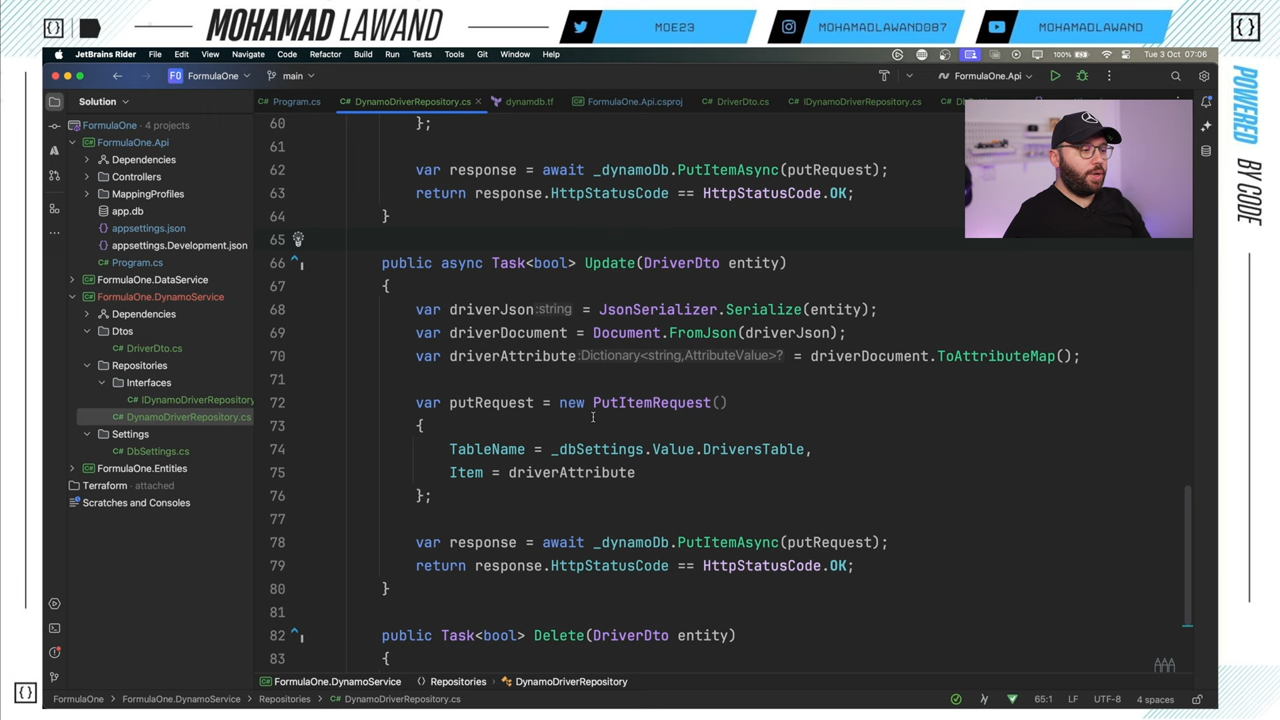 MOHAMAD LAWAND
MOE23
MOHAMADLAWAND087
MOHAMADLAWAND
POWERED BY CODE
JetBrains Rider File Edit View Navigate Code Refactor Build Run Tests Tools Git Window Help
100% Tue 3 Oct 07:06
FO FormulaOne main FormulaOne.Api
Solution
Program.cs DynamoDriverRepository.cs dynamdb.tf FormulaOne.Api.csproj DriverDto.cs IDynamoDriverRepository.cs
FormulaOne 4 projects
FormulaOne.Api
Dependencies
Controllers
MappingProfiles
app.db
appsettings.json
appsettings.Development.json
Program.cs
FormulaOne.DataService
FormulaOne.DynamoService
Dependencies
Dtos
DriverDto.cs
Repositories
Interfaces
IDynamoDriverRepository
DynamoDriverRepository.cs
Settings
DbSettings.cs
FormulaOne.Entities
Terraform attached
Scratches and Consoles
60 };
61
62 var response = await _dynamoDb.PutItemAsync(putRequest);
63 return response.HttpStatusCode == HttpStatusCode.OK;
64 }
65
66 public async Task<bool> Update(DriverDto entity)
67 {
68 var driverJson :string = JsonSerializer.Serialize(entity);
69 var driverDocument = Document.FromJson(driverJson);
70 var driverAttribute :Dictionary<string,AttributeValue>? = driverDocument.ToAttributeMap();
71
72 var putRequest = new PutItemRequest()
73 {
74 TableName = _dbSettings.Value.DriversTable,
75 Item = driverAttribute
76 };
77
78 var response = await _dynamoDb.PutItemAsync(putRequest);
79 return response.HttpStatusCode == HttpStatusCode.OK;
80 }
81
82 public Task<bool> Delete(DriverDto entity)
83 {
FormulaOne.DynamoService Repositories DynamoDriverRepository
FormulaOne FormulaOne.DynamoService Repositories DynamoDriverRepository.cs
65:1 LF UTF-8 4 spaces